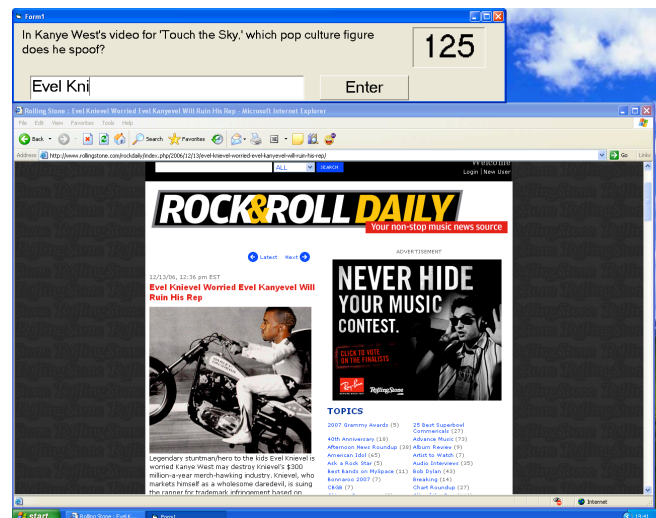 Form1
In Kanye West's video for 'Touch the Sky,' which pop culture figure
does he spoof?
125
Evel Kni
Enter
Rolling Stone : Evel Knievel Worried Evel Kanyevel Will Ruin His Rep - Microsoft Internet Explorer
File Edit View Favorites Tools Help
Back Search Favorites
Address http://www.rollingstone.com/rockdaily/index.php/2006/12/13/evel-knievel-worried-evel-kanyevel-will-ruin-his-rep/ Go Links
Welcome
ALL SEARCH
Login | New User
ROCK&ROLL DAILY
Your non-stop music news source
Latest Next
ADVERTISEMENT
12/13/06, 12:36 pm EST
Evel Knievel Worried Evel Kanyevel Will
Ruin His Rep
Legendary stuntman/hero to the kids Evel Knievel is
worried Kanye West may destroy Knievel's $300
million-a-year merch-hawking industry. Knievel, who
markets himself as a wholesome daredevil, is suing
the rapper for trademark infringement based on
NEVER HIDE
YOUR MUSIC
CONTEST.
CLICK TO VOTE
ON THE FINALISTS
Ray-Ban RollingStone
TOPICS
2007 Grammy Awards (5)
40th Anniversary (18)
Afternoon News Roundup (38)
American Idol (65)
Ask a Rock Star (5)
Best Bands on MySpace (11)
Bonnaroo 2007 (7)
CBGB (7)
25 Best Superbowl
Commericals (27)
Advance Music (73)
Album Review (9)
Artist to Watch (7)
Audio Interviews (35)
Bob Dylan (43)
Breaking (14)
Chart Roundup (27)
Internet
start
Rolling Stone : Evel K...
Form1
19:41